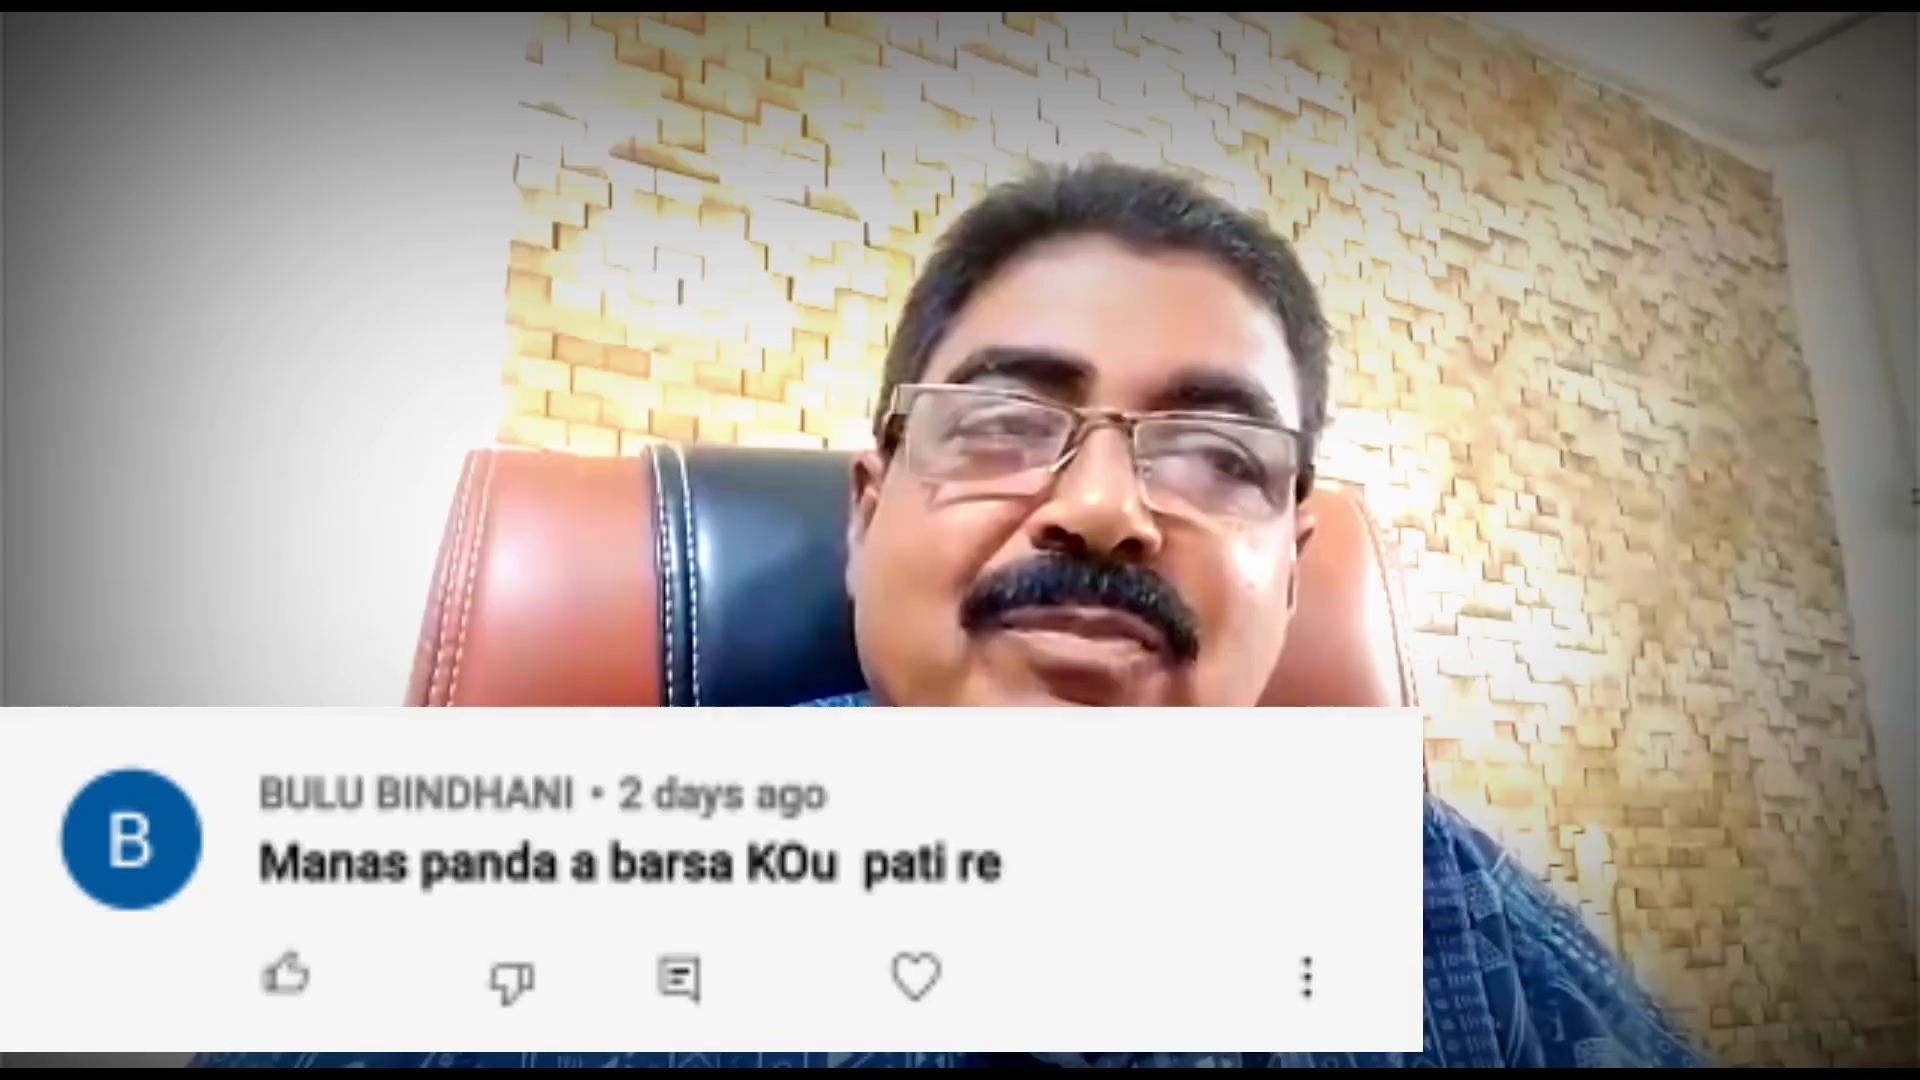 B
BULU BINDHANI • 2 days ago
Manas panda a barsa KOu pati re